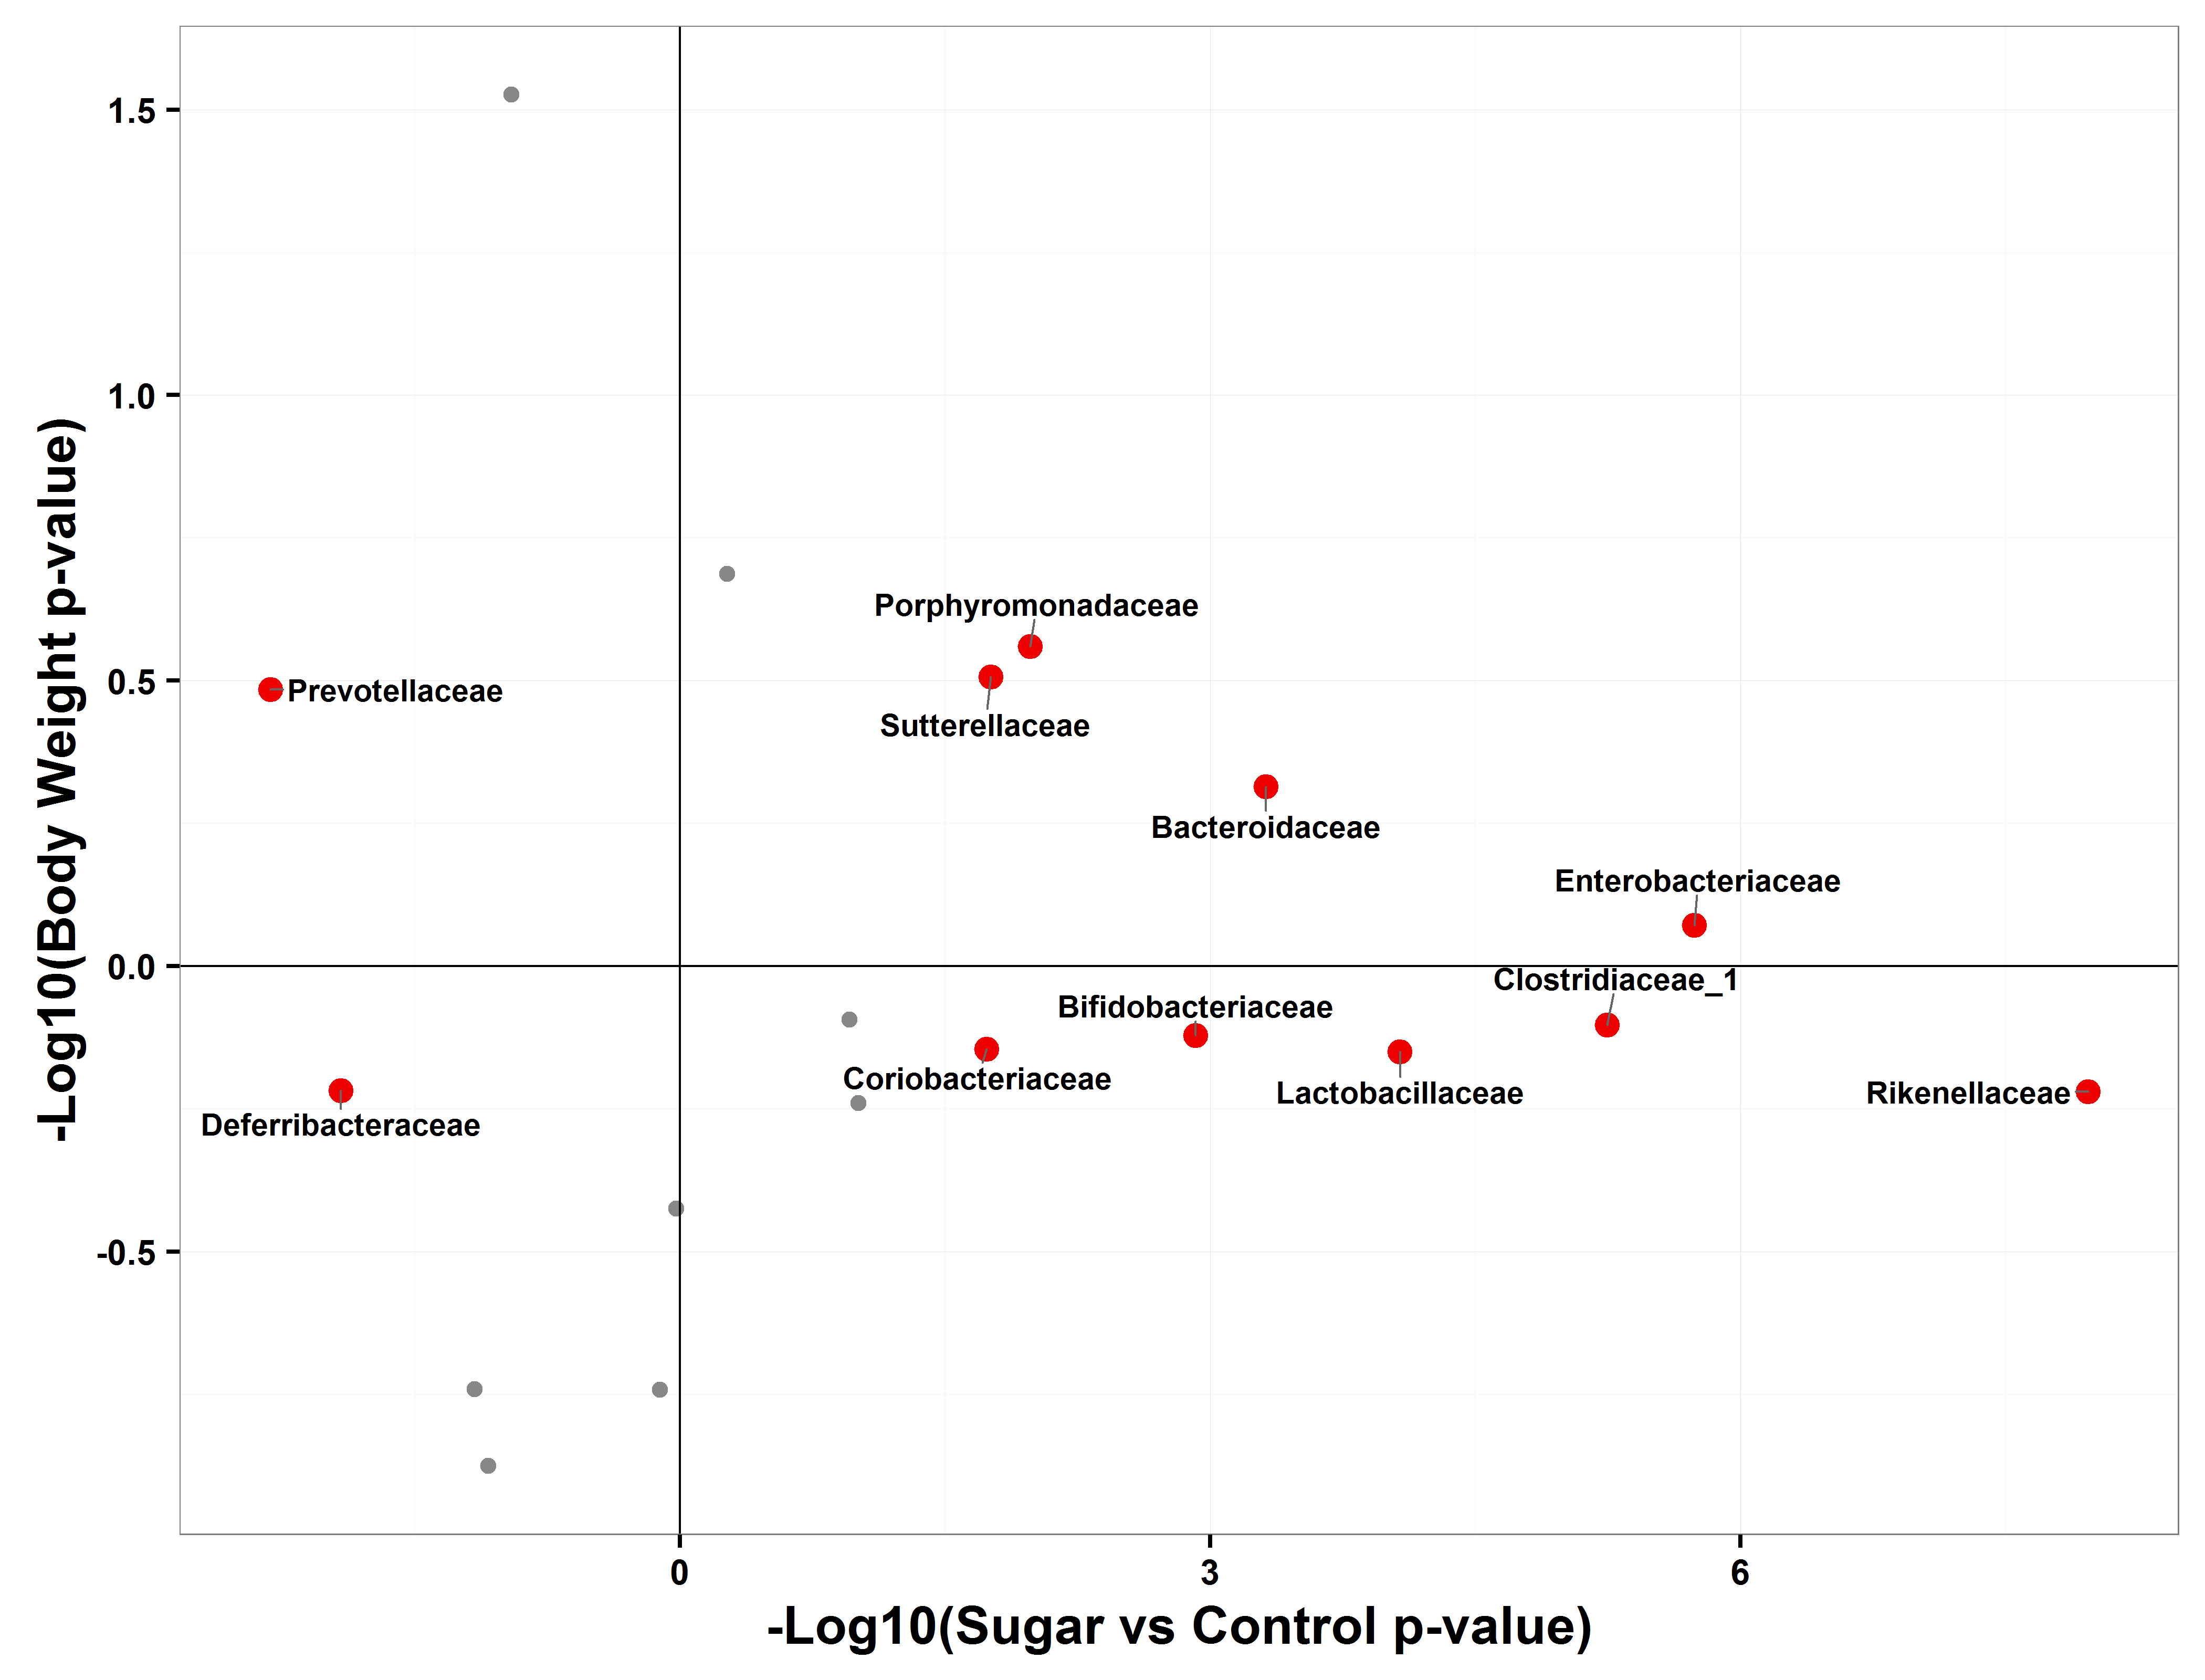 1.5
1.0
0.5
0.0
-0.5
-Log10(Body Weight p-value)
Porphyromonadaceae
Prevotellaceae
Sutterellaceae
Bacteroidaceae
Enterobacteriaceae
Clostridiaceae_1
Bifidobacteriaceae
Coriobacteriaceae
Lactobacillaceae
Rikenellaceae
Deferribacteraceae
0
3
6
-Log10(Sugar vs Control p-value)